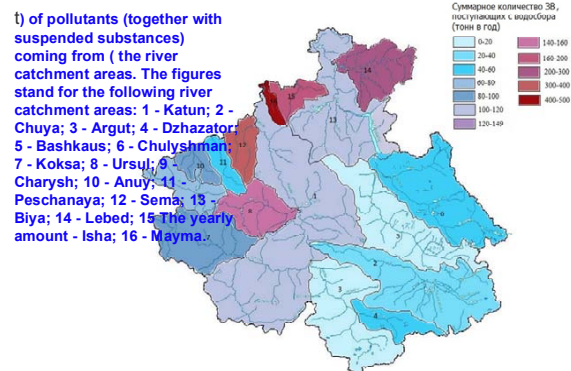 t) of pollutants (together with
suspended substances)
coming from ( the river
catchment areas. The figures
stand for the following river
catchment areas: 1 - Katun; 2 -
Chuya; 3 - Argut; 4 - Dzhazator;
5 - Bashkaus; 6 - Chulyshman;
7 - Koksa; 8 - Ursul; 9 -
Charysh; 10 - Anuy; 11 -
Peschanaya; 12 - Sema; 13 -
Biya; 14 - Lebed; 15 The yearly
amount - Isha; 16 - Mayma.
Суммарное количество ЗВ,
поступающих с водосбора
(тонн в год)
0-20
20-40
40-60
60-80
80-100
100-120
120-149
140-160
160-200
200-300
300-400
400-500
14
15
13
12
11
10
1
8
6
5
2
3
4